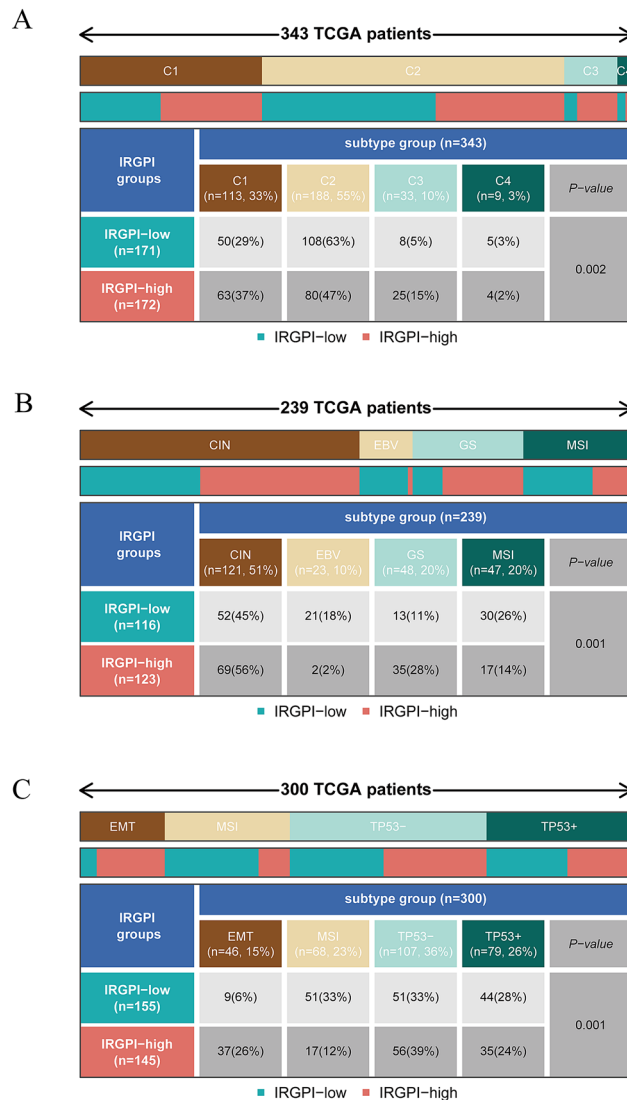 A
343 TCGA patients
C1 C2 C3 C4
IRGPI groups
subtype group (n=343)
C1 (n=113, 33%)
C2 (n=188, 55%)
C3 (n=33, 10%)
C4 (n=9, 3%)
P-value
IRGPI-low (n=171)
50(29%) 108(63%) 8(5%) 5(3%)
0.002
IRGPI-high (n=172)
63(37%) 80(47%) 25(15%) 4(2%)
IRGPI-low IRGPI-high
B
239 TCGA patients
CIN EBV GS MSI
IRGPI groups
subtype group (n=239)
CIN (n=121, 51%)
EBV (n=23, 10%)
GS (n=48, 20%)
MSI (n=47, 20%)
P-value
IRGPI-low (n=116)
52(45%) 21(18%) 13(11%) 30(26%)
0.001
IRGPI-high (n=123)
69(56%) 2(2%) 35(28%) 17(14%)
IRGPI-low IRGPI-high
C
300 TCGA patients
EMT MSI TP53- TP53+
IRGPI groups
subtype group (n=300)
EMT (n=46, 15%)
MSI (n=68, 23%)
TP53- (n=107, 36%)
TP53+ (n=79, 26%)
P-value
IRGPI-low (n=155)
9(6%) 51(33%) 51(33%) 44(28%)
0.001
IRGPI-high (n=145)
37(26%) 17(12%) 56(39%) 35(24%)
IRGPI-low IRGPI-high